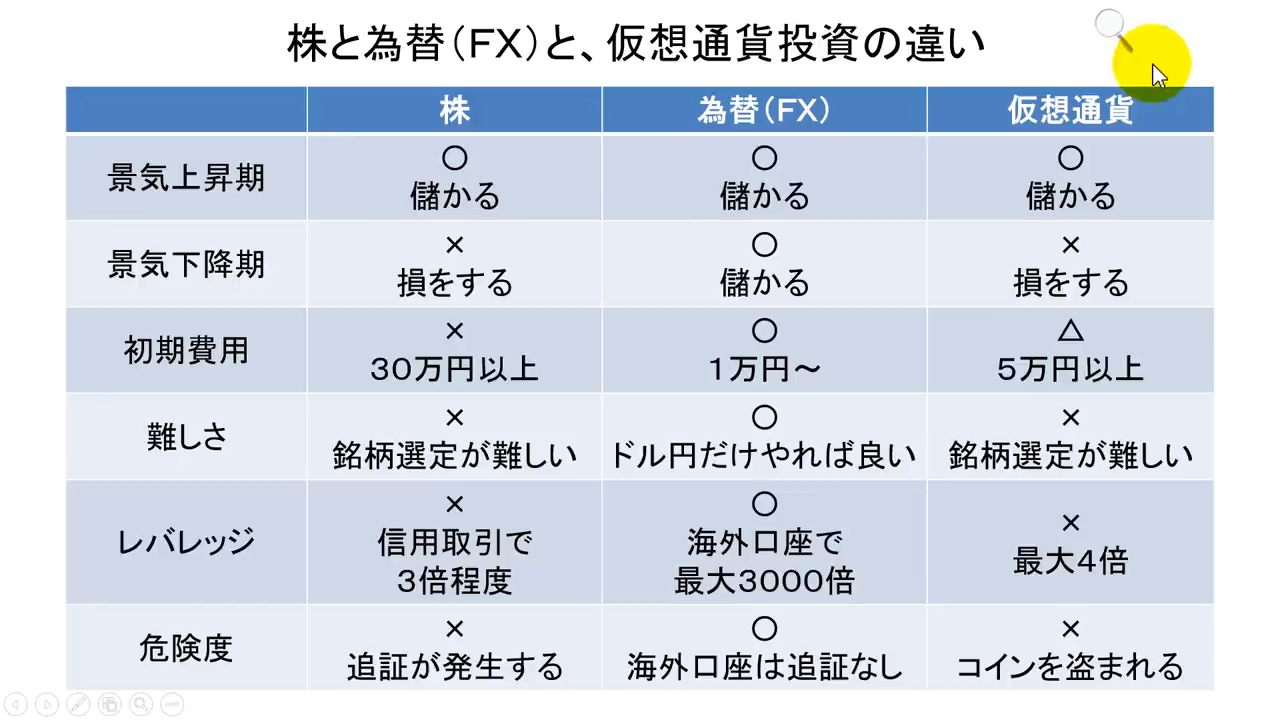 株と為替（ＦＸ）と、仮想通貨投資の違い
株
為替（ＦＸ）
仮想通貨
景気上昇期
○
儲かる
○
儲かる
○
儲かる
景気下降期
×
損をする
○
儲かる
×
損をする
初期費用
×
３０万円以上
○
１万円～
△
５万円以上
難しさ
×
銘柄選定が難しい
○
ドル円だけやれば良い
×
銘柄選定が難しい
レバレッジ
×
信用取引で
３倍程度
○
海外口座で
最大３０００倍
×
最大４倍
危険度
×
追証が発生する
○
海外口座は追証なし
×
コインを盗まれる